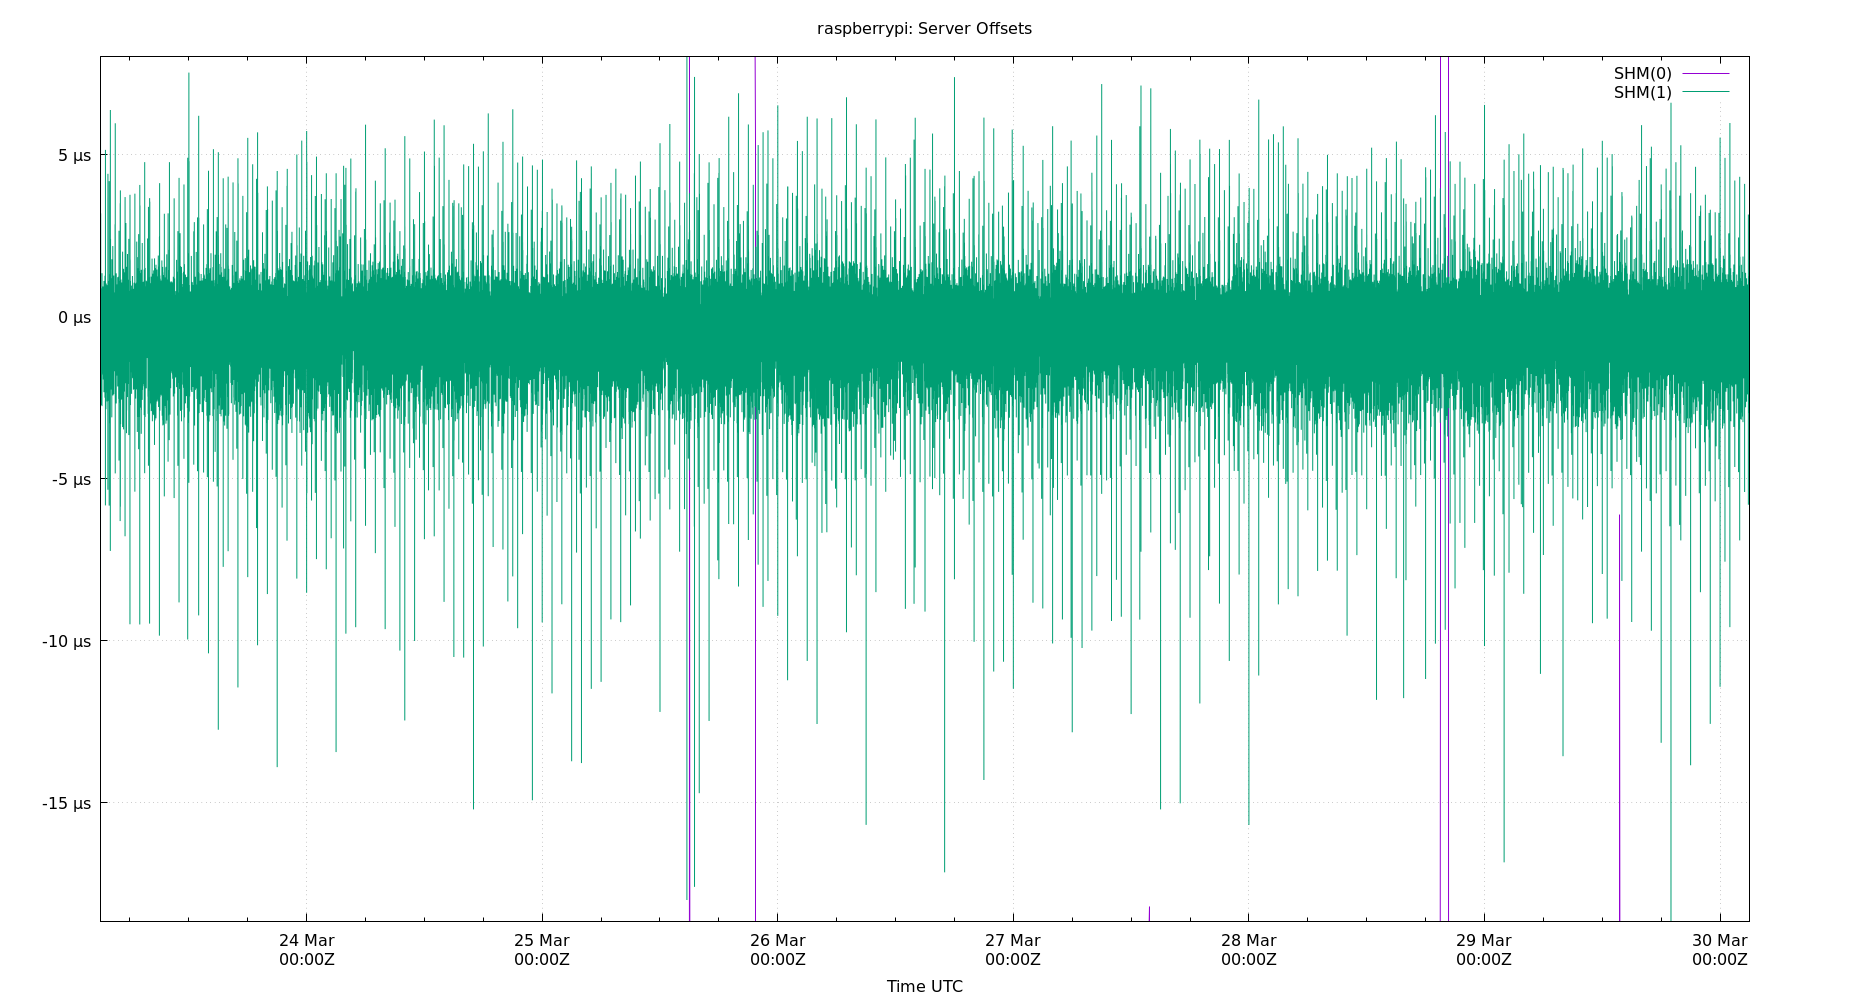 raspberrypi: Server Offsets
SHM(0)
SHM(1)
5 µs
0 µs
-5 µs
-10 µs
-15 µs
24 Mar 25 Mar 26 Mar 27 Mar 28 Mar 29 Mar 30 Mar
00:00Z 00:00Z 00:00Z 00:00Z 00:00Z 00:00Z 00:00Z
Time UTC